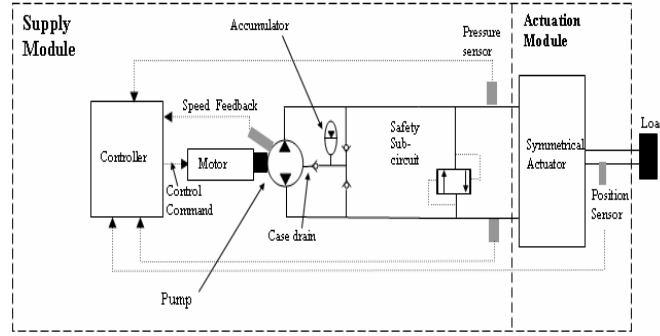 Supply
Module
Accumulator
Pressure
sensor
Actuation
Module
Speed Feedback
Controller
Motor
Control
Command
Case drain
Pump
Safety
Sub-
circuit
Symmetrical
Actuator
Loa
Position
Sensor